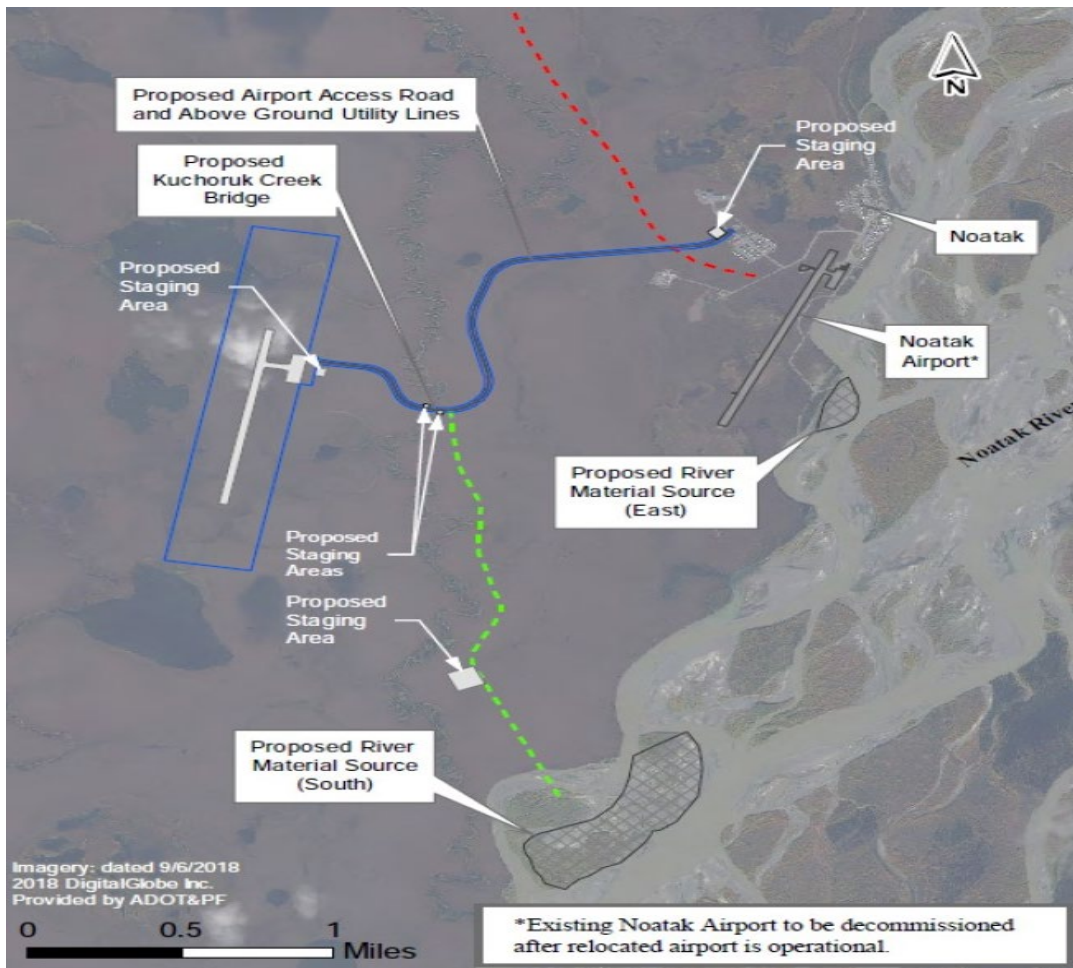 Proposed Airport Access Road
and Above Ground Utility Lines
Proposed
Kuchoruk Creek
Bridge
Proposed
Staging
Area
N
Noatak
Proposed
Staging
Area
Noatak
Airport*
Noatak River
Proposed River
Material Source
(East)
Proposed
Staging
Areas
Proposed
Staging
Area
Proposed River
Material Source
(South)
Imagery: dated 9/6/2018
2018 DigitalGlobe Inc.
Provided by ADOT&PF
0 0.5 1
Miles
*Existing Noatak Airport to be decommissioned
after relocated airport is operational.